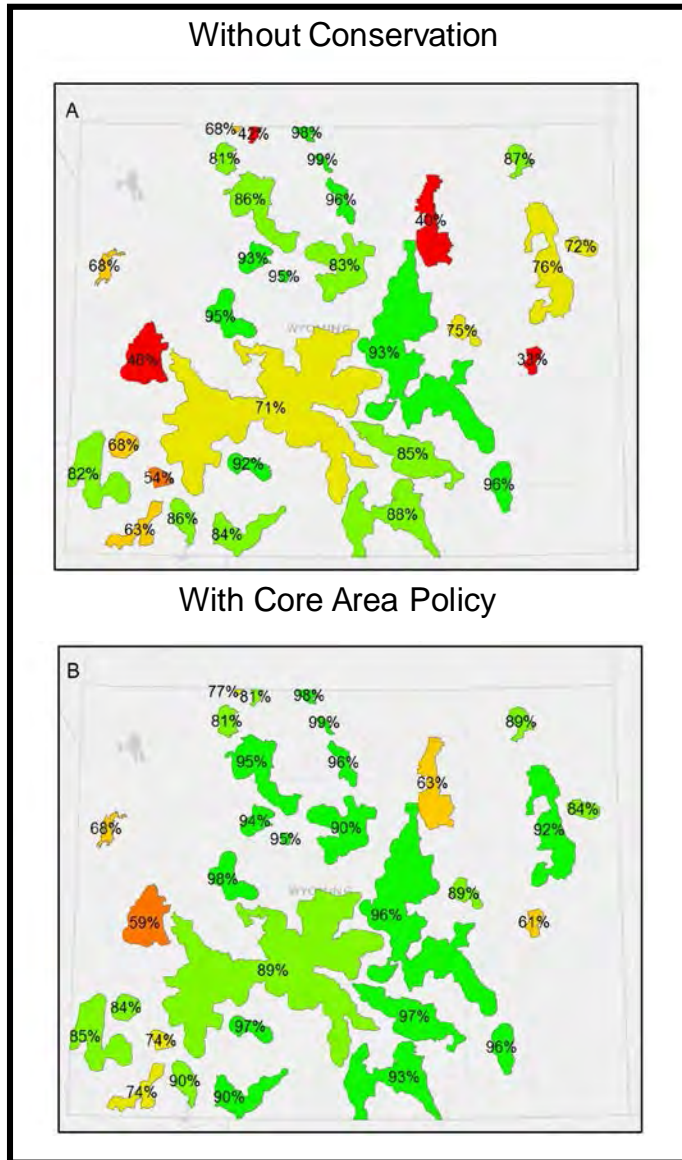 Without Conservation
A
68% 42% 98%
81% 99% 87%
86% 96%
40%
93% 83% 76% 72%
68% 95%
95% WYOMING 75%
48% 93%
71%
68% 85%
82% 54% 92% 96%
63% 86% 84% 88%
With Core Area Policy
B
77% 81% 98%
81% 99% 89%
95% 96% 63%
84%
68% 94% 95% 90% 92%
98% WYOMING 89%
59% 96% 61%
89%
84% 97%
85% 74% 97% 96%
74% 90% 90% 93%